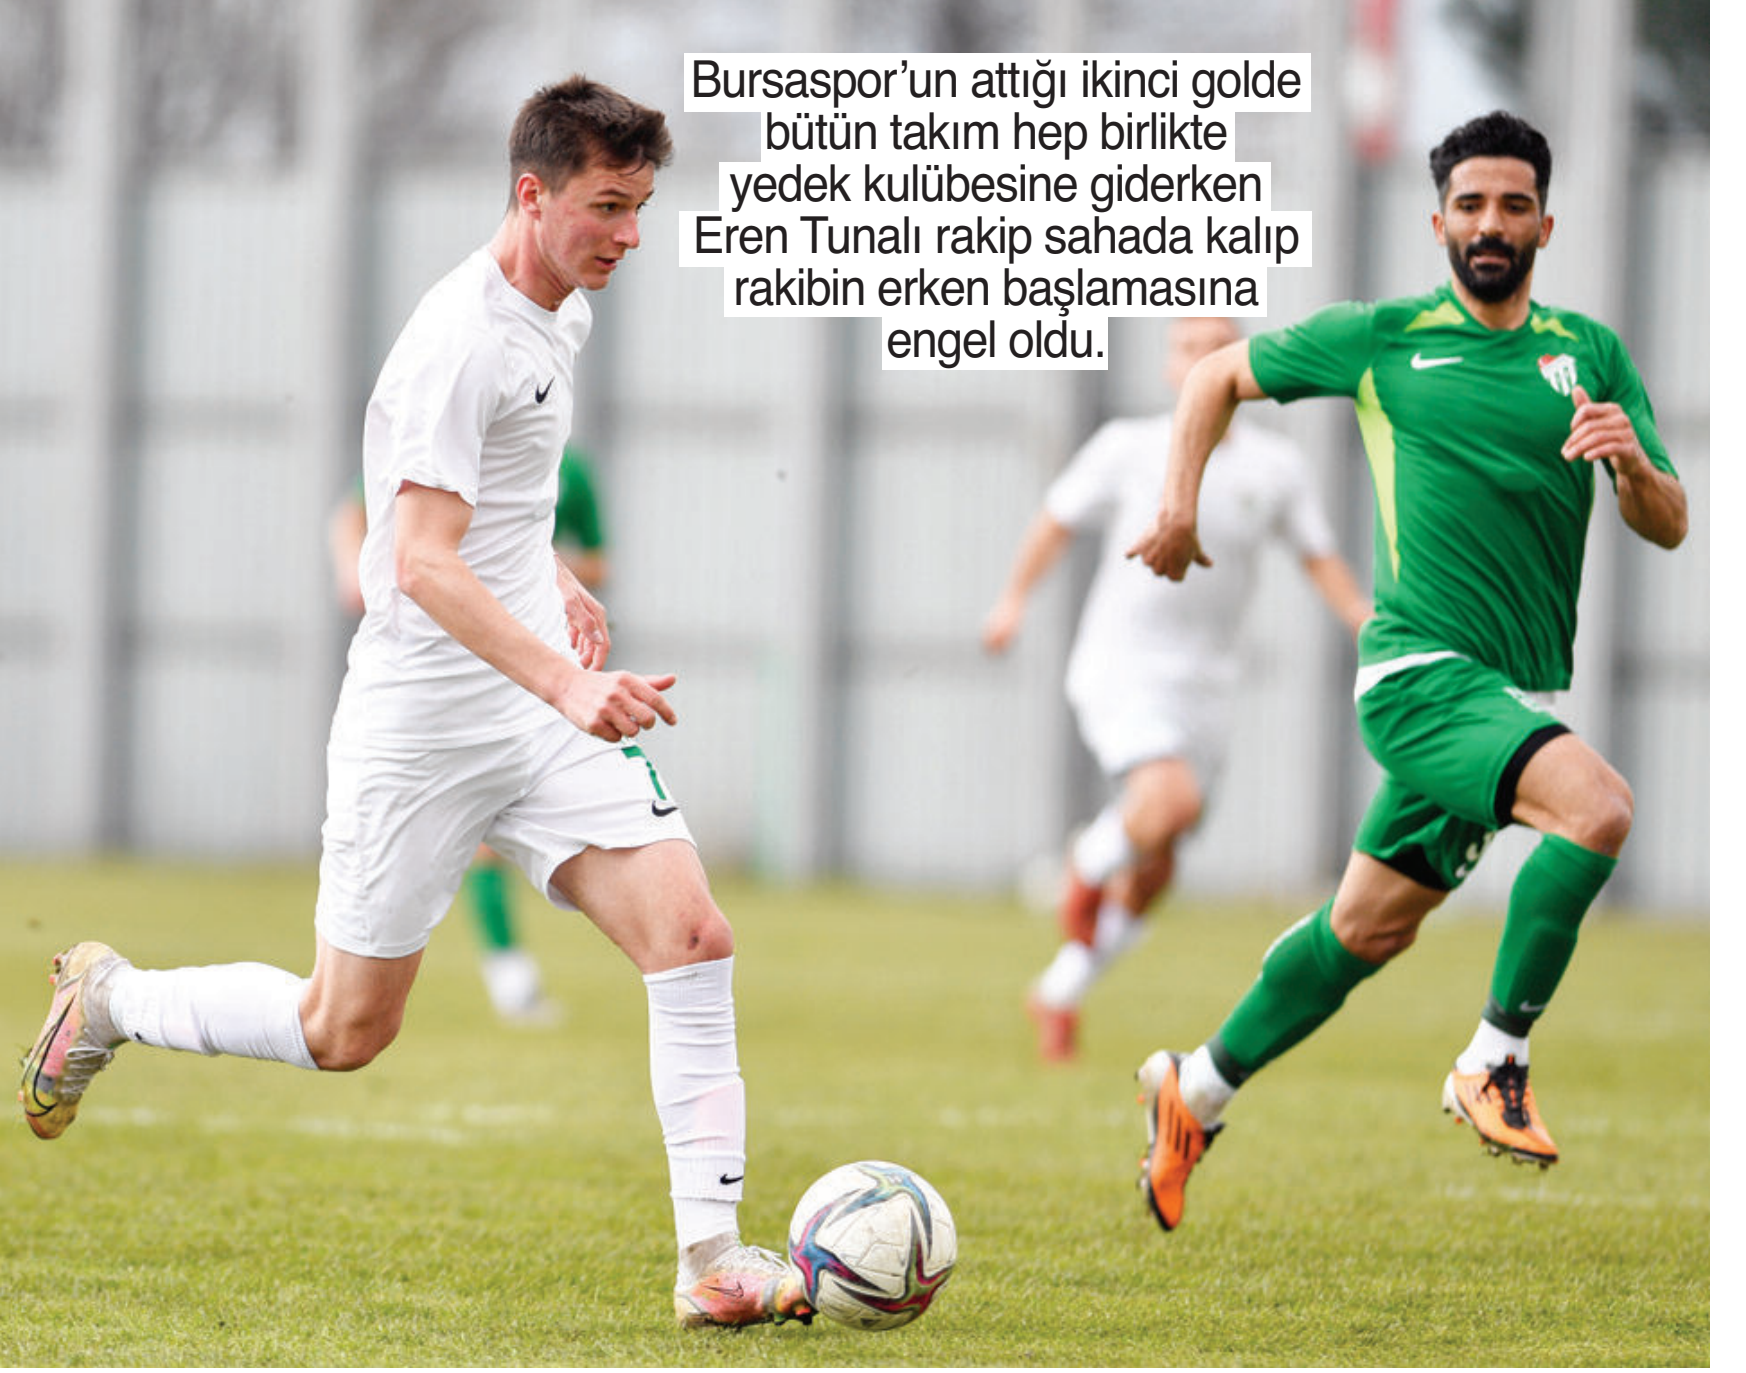 Bursaspor’un attığı ikinci golde
bütün takım hep birlikte
yedek kulübesine giderken
Eren Tunalı rakip sahada kalıp
rakibin erken başlamasına
engel oldu.
7